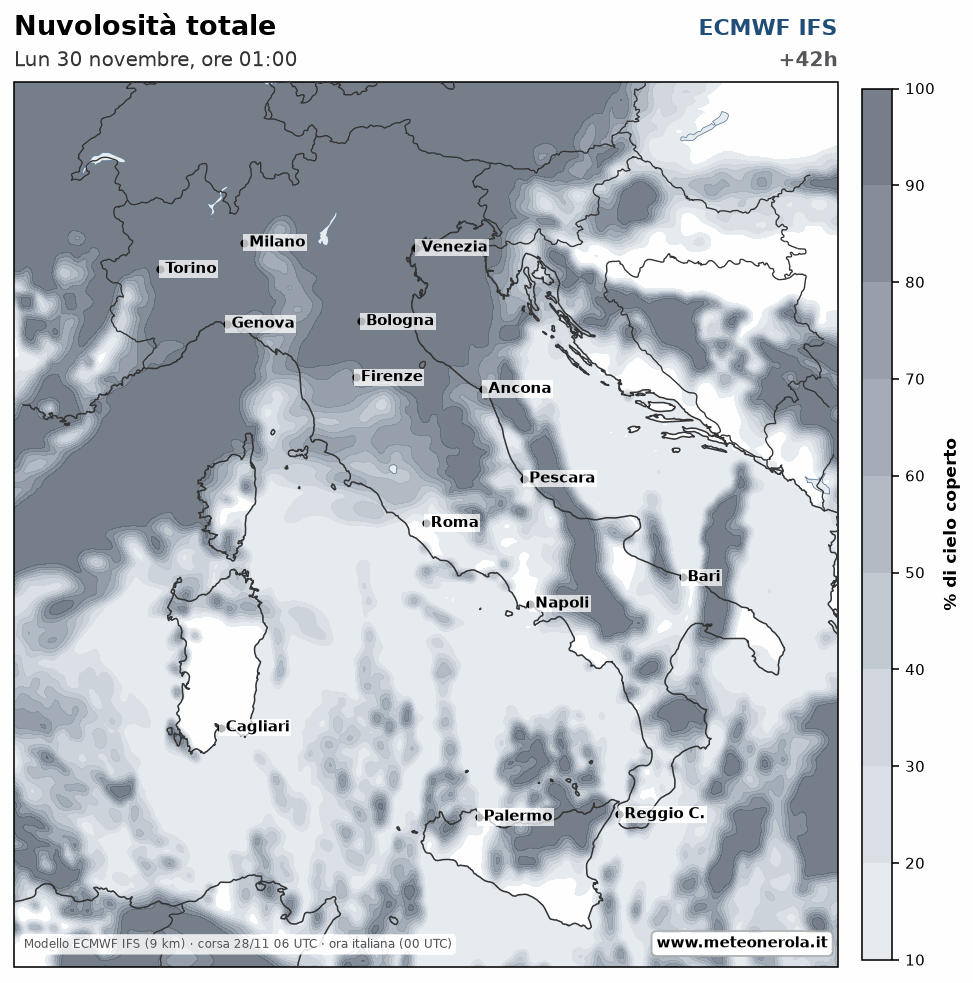 Nuvolosità totale
ECMWF IFS
Lun 30 novembre, ore 01:00
+42h
Milano
Venezia
Torino
Genova
Bologna
Firenze
Ancona
Pescara
Roma
Bari
Napoli
Cagliari
Palermo
Reggio C.
Modello ECMWF IFS (9 km) · corsa 28/11 06 UTC · ora italiana (00 UTC)
www.meteonerola.it
100
90
80
70
60
50
40
30
20
10
% di cielo coperto